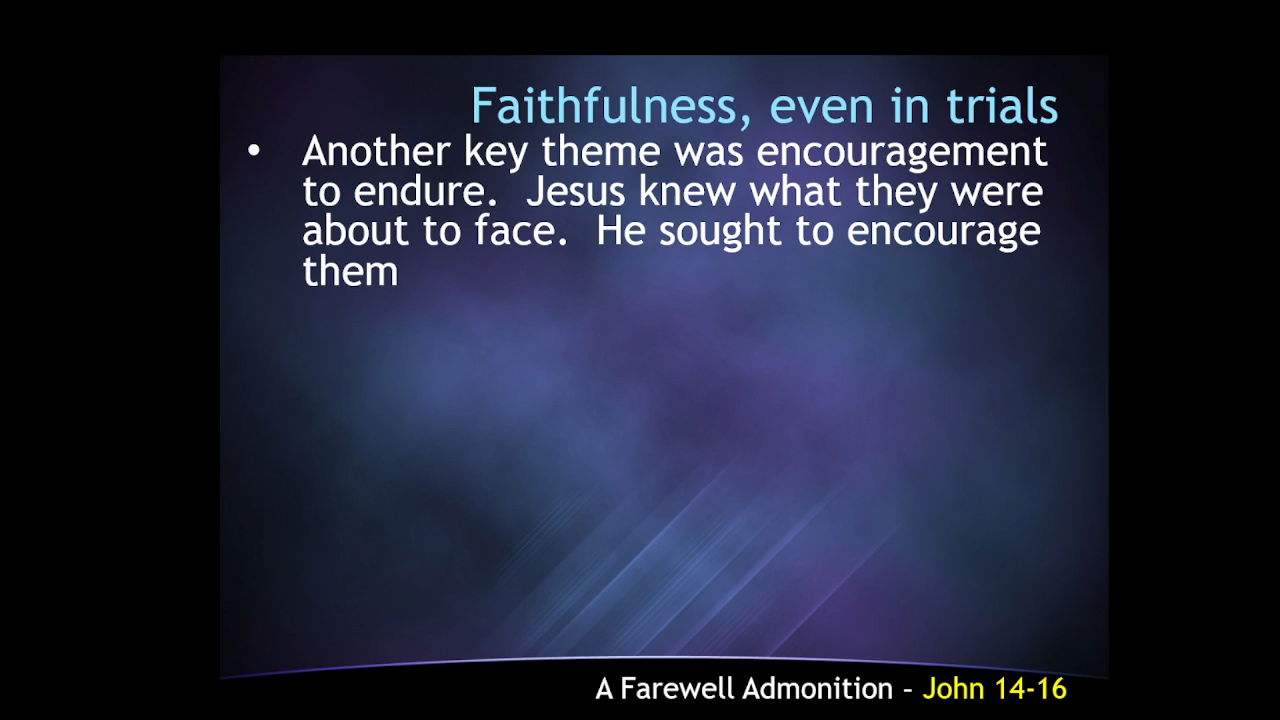 Faithfulness, even in trials
• Another key theme was encouragement
to endure.  Jesus knew what they were
about to face.  He sought to encourage
them
A Farewell Admonition – John 14-16